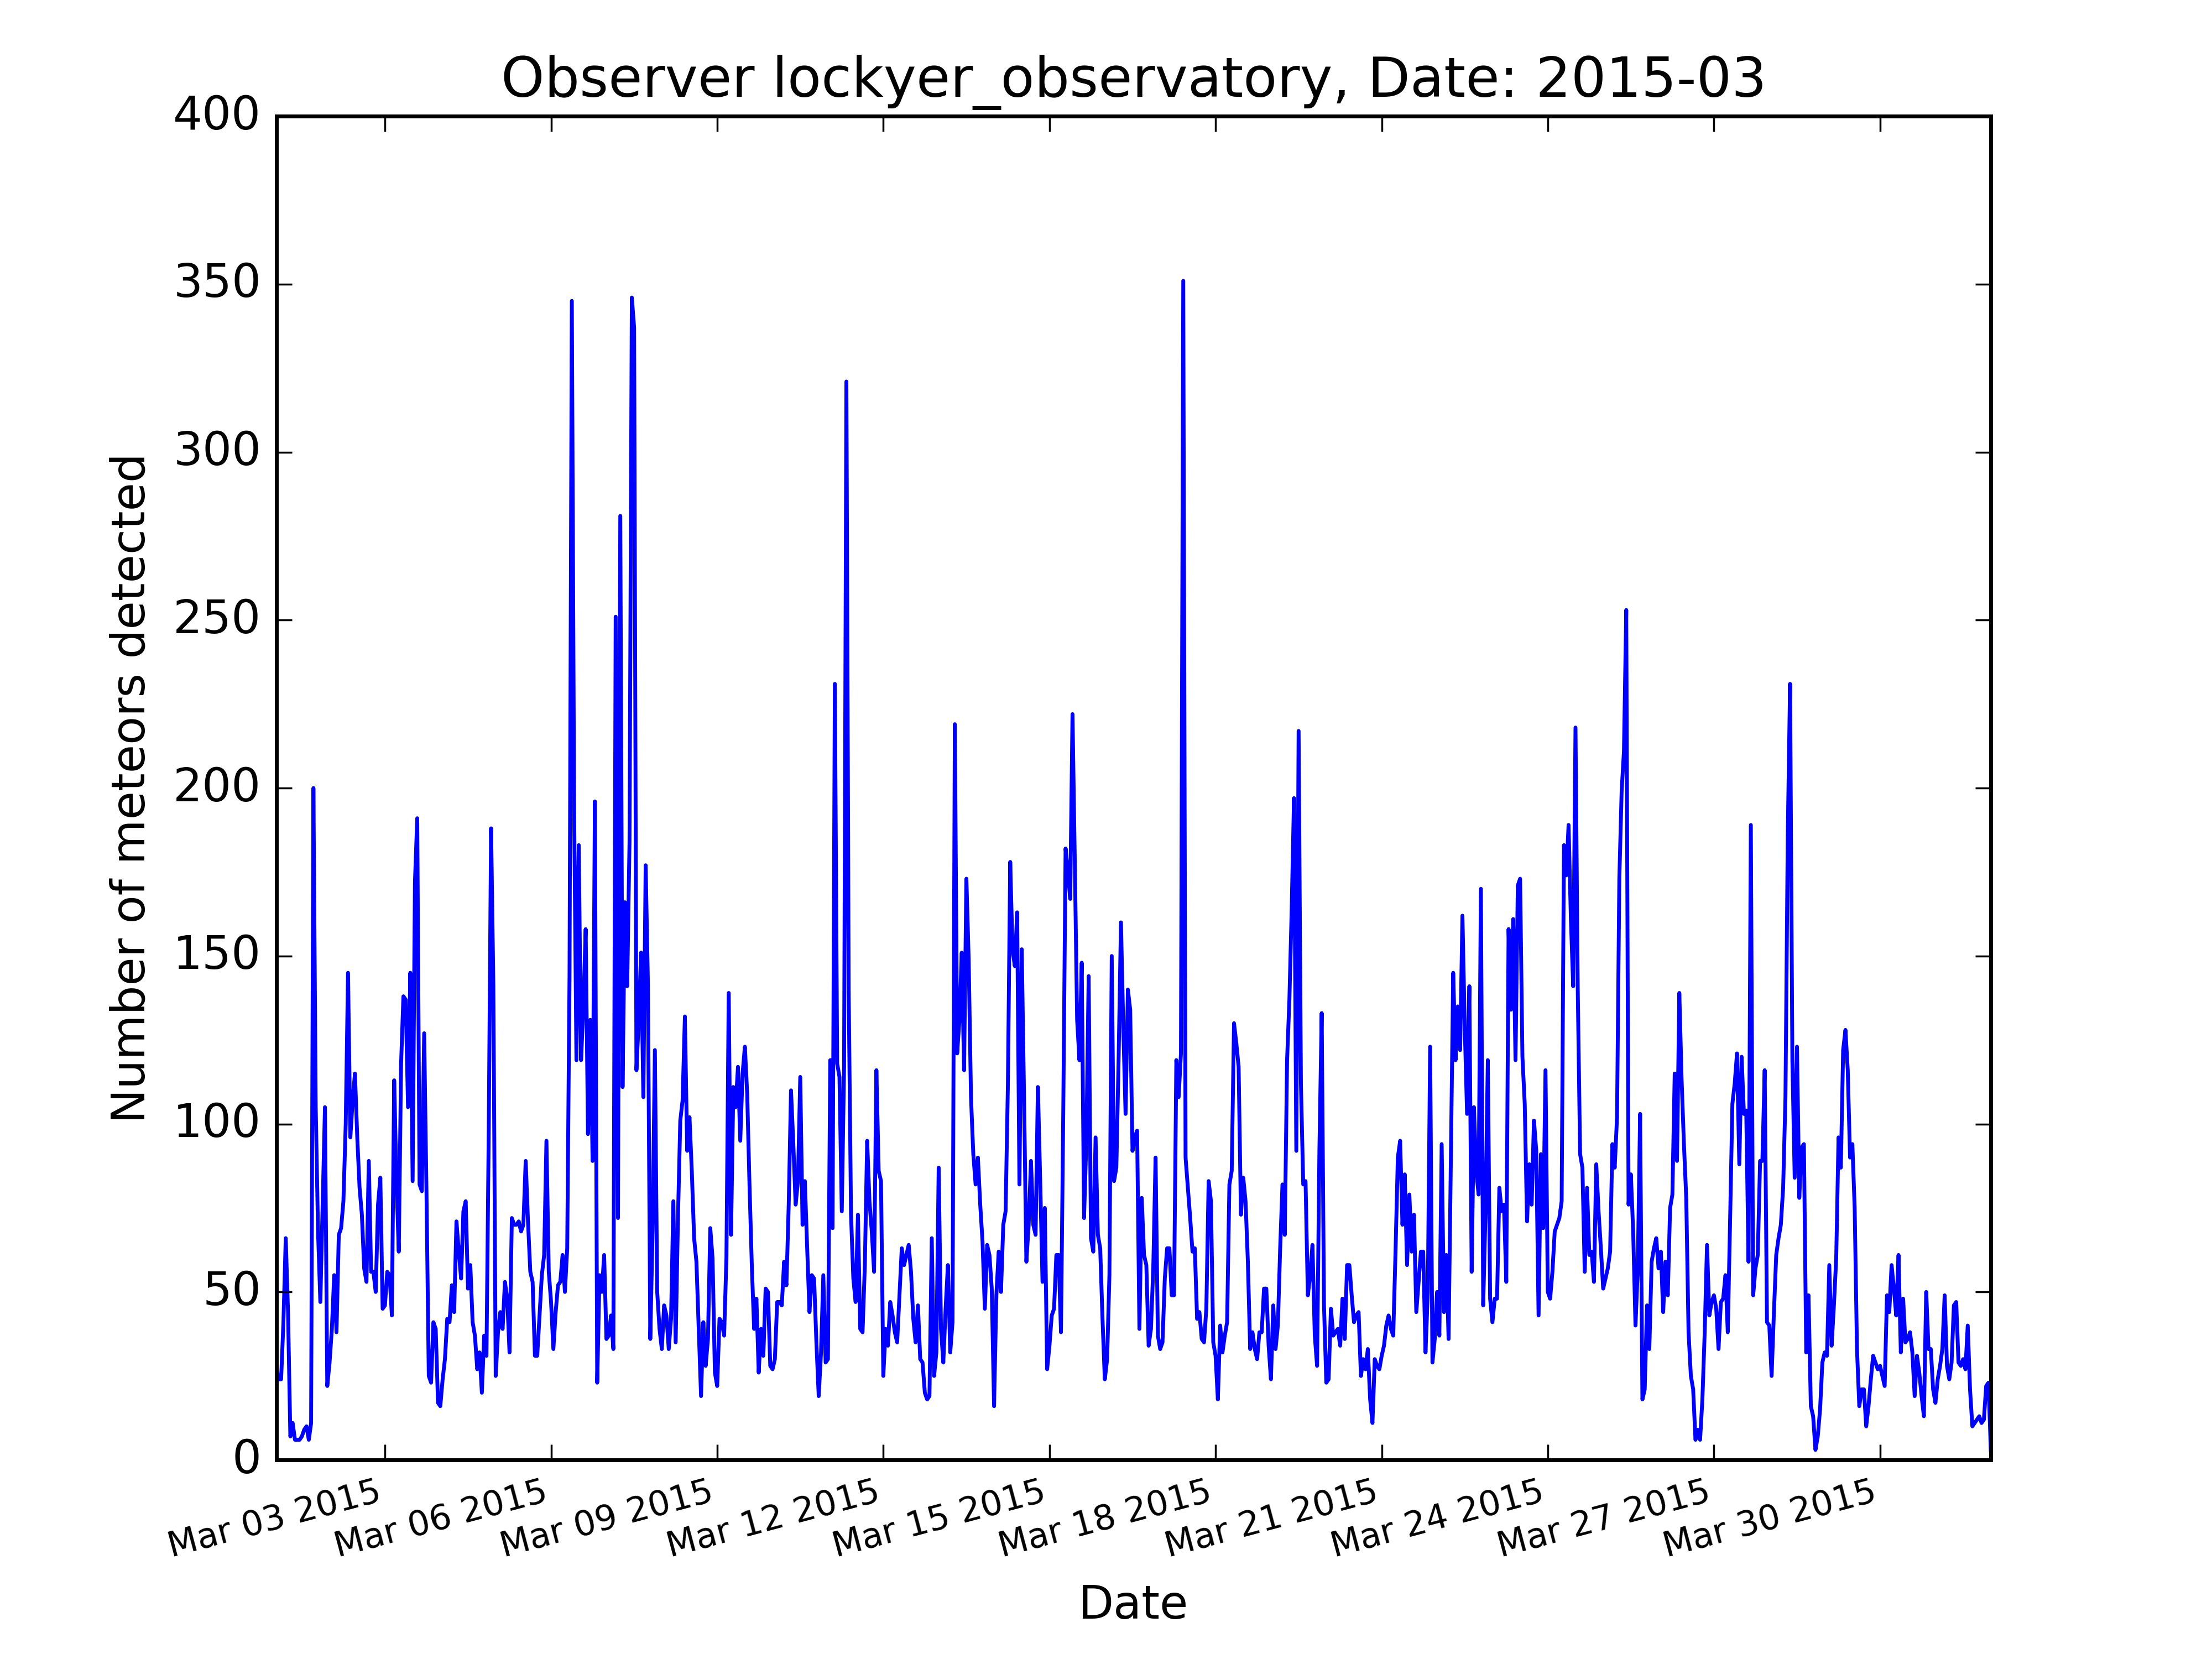 Observer lockyer_observatory, Date: 2015-03
400
350
300
250
200
150
100
50
0
Number of meteors detected
Mar 03 2015
Mar 06 2015
Mar 09 2015
Mar 12 2015
Mar 15 2015
Mar 18 2015
Mar 21 2015
Mar 24 2015
Mar 27 2015
Mar 30 2015
Date